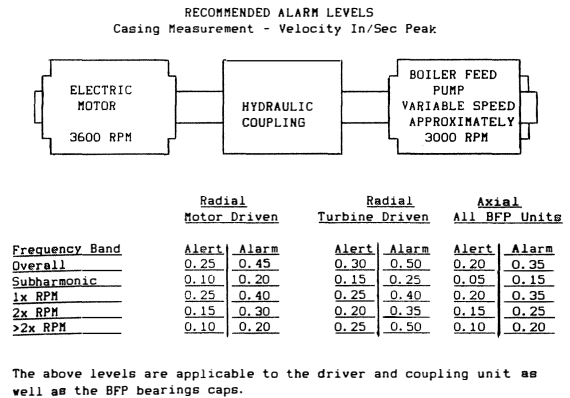 RECOMMENDED ALARM LEVELS
Casing Measurement - Velocity In/Sec Peak
ELECTRIC
MOTOR
3600 RPM
HYDRAULIC
COUPLING
BOILER FEED
PUMP
VARIABLE SPEED
APPROXIMATELY
3000 RPM
Radial Radial Axial
Motor Driven Turbine Driven All BFP Units
Frequency Band Alert Alarm Alert Alarm Alert Alarm
Overall 0.25 0.45 0.30 0.50 0.20 0.35
Subharmonic 0.10 0.20 0.15 0.25 0.05 0.15
1x RPM 0.25 0.40 0.25 0.40 0.20 0.35
2x RPM 0.15 0.30 0.20 0.35 0.15 0.25
>2x RPM 0.10 0.20 0.25 0.50 0.10 0.20
The above levels are applicable to the driver and coupling unit as
well as the BFP bearings caps.